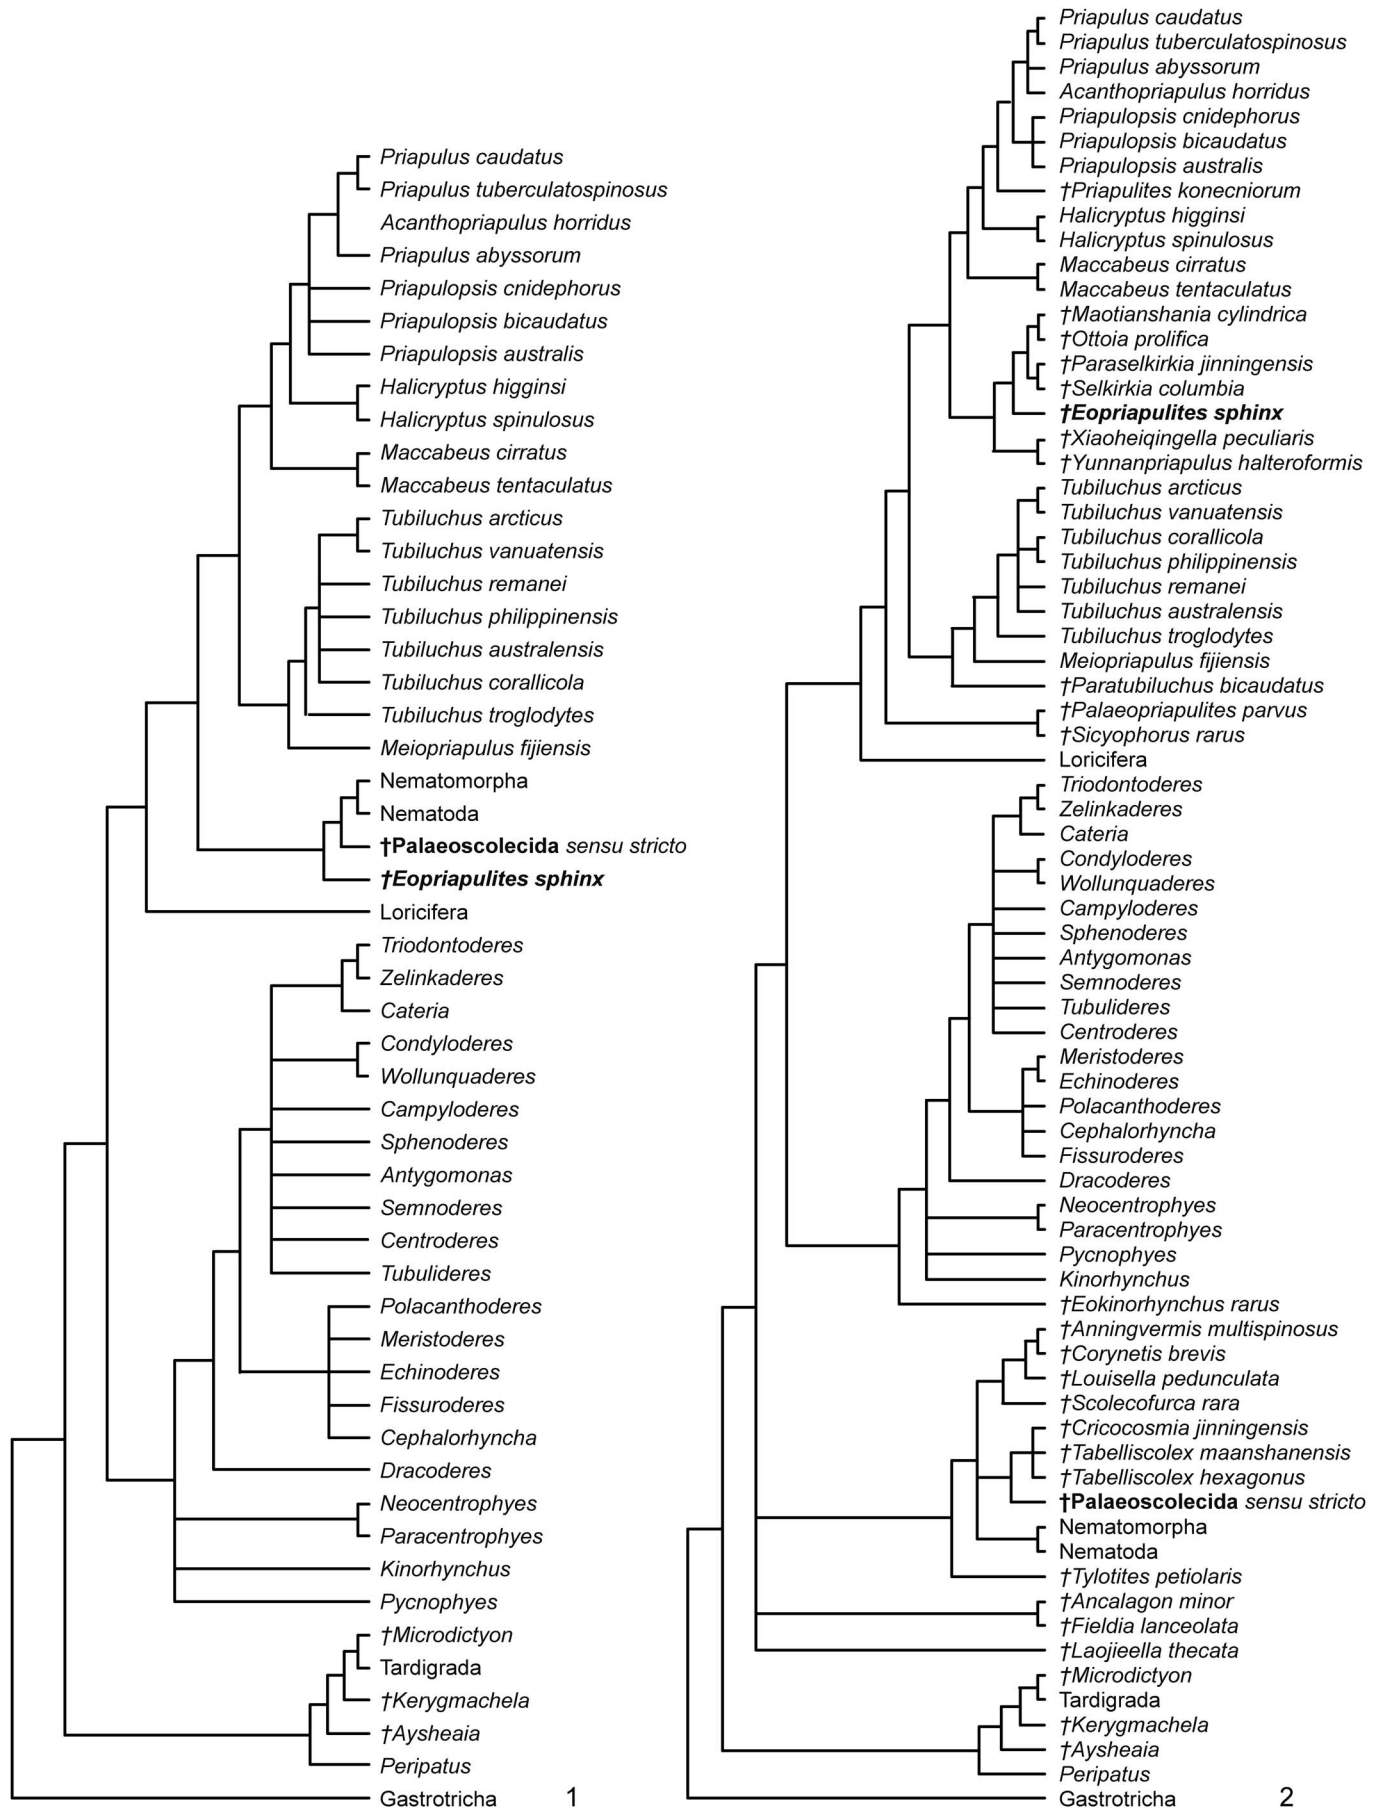 Priapulus caudatus
Priapulus tuberculatospinosus
Acanthopriapulus horridus
Priapulus abyssorum
Priapulopsis cnidephorus
Priapulopsis bicaudatus
Priapulopsis australis
Halicryptus higginsi
Halicryptus spinulosus
Maccabeus cirratus
Maccabeus tentaculatus
Tubiluchus arcticus
Tubiluchus vanuatensis
Tubiluchus remanei
Tubiluchus philippinensis
Tubiluchus australensis
Tubiluchus corallicola
Tubiluchus troglodytes
Meiopriapulus fijiensis
Nematomorpha
Nematoda
†Palaeoscolecida sensu stricto
†Eopriapulites sphinx
Loricifera
Triodontoderes
Zelinkaderes
Cateria
Condyloderes
Wollunquaderes
Campyloderes
Sphenoderes
Antygomonas
Semnoderes
Centroderes
Tubulideres
Polacanthoderes
Meristoderes
Echinoderes
Fissuroderes
Cephalorhyncha
Dracoderes
Neocentrophyes
Paracentrophyes
Kinorhynchus
Pycnophyes
†Microdictyon
Tardigrada
†Kerygmachela
†Aysheaia
Peripatus
Gastrotricha 1
Priapulus caudatus
Priapulus tuberculatospinosus
Priapulus abyssorum
Acanthopriapulus horridus
Priapulopsis cnidephorus
Priapulopsis bicaudatus
Priapulopsis australis
†Priapulites konecniorum
Halicryptus higginsi
Halicryptus spinulosus
Maccabeus cirratus
Maccabeus tentaculatus
†Maotianshania cylindrica
†Ottoia prolifica
†Paraselkirkia jinningensis
†Selkirkia columbia
†Eopriapulites sphinx
†Xiaoheiqingella peculiaris
†Yunnanpriapulus halteroformis
Tubiluchus arcticus
Tubiluchus vanuatensis
Tubiluchus corallicola
Tubiluchus philippinensis
Tubiluchus remanei
Tubiluchus australensis
Tubiluchus troglodytes
Meiopriapulus fijiensis
†Paratubiluchus bicaudatus
†Palaeopriapulites parvus
†Sicyophorus rarus
Loricifera
Triodontoderes
Zelinkaderes
Cateria
Condyloderes
Wollunquaderes
Campyloderes
Sphenoderes
Antygomonas
Semnoderes
Tubulideres
Centroderes
Meristoderes
Echinoderes
Polacanthoderes
Cephalorhyncha
Fissuroderes
Dracoderes
Neocentrophyes
Paracentrophyes
Pycnophyes
Kinorhynchus
†Eokinorhynchus rarus
†Anningvermis multispinosus
†Corynetis brevis
†Louisella pedunculata
†Scolecofurca rara
†Cricocosmia jinningensis
†Tabelliscolex maanshanensis
†Tabelliscolex hexagonus
†Palaeoscolecida sensu stricto
Nematomorpha
Nematoda
†Tylotites petiolaris
†Ancalagon minor
†Fieldia lanceolata
†Laojieella thecata
†Microdictyon
Tardigrada
†Kerygmachela
†Aysheaia
Peripatus
Gastrotricha 2